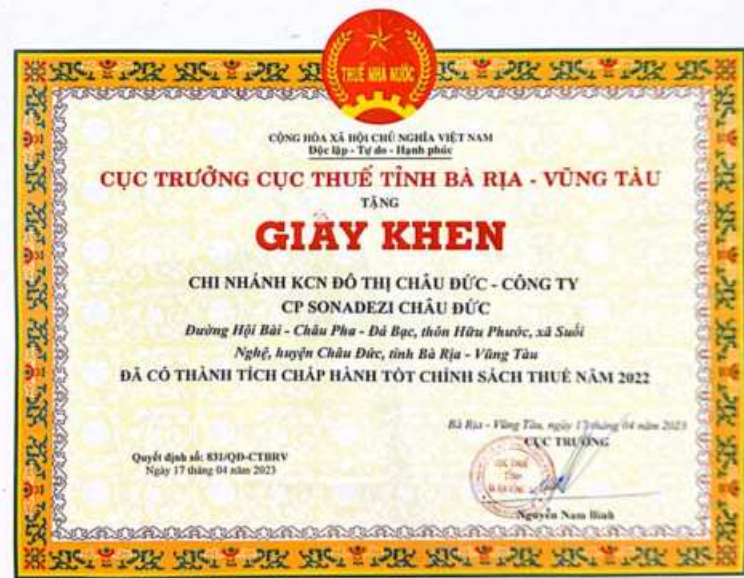 THUẾ NHÀ NƯỚC
CỘNG HÒA XÃ HỘI CHỦ NGHĨA VIỆT NAM
Độc lập - Tự do - Hạnh phúc
CỤC TRƯỞNG CỤC THUẾ TỈNH BÀ RỊA - VŨNG TÀU
TẶNG
GIẤY KHEN
CHI NHÁNH KCN ĐÔ THỊ CHÂU ĐỨC - CÔNG TY
CP SONADEZI CHÂU ĐỨC
Đường Hội Bài - Châu Pha - Đá Bạc, thôn Hữu Phước, xã Suối
Nghệ, huyện Châu Đức, tỉnh Bà Rịa - Vũng Tàu
ĐÃ CÓ THÀNH TÍCH CHẤP HÀNH TỐT CHÍNH SÁCH THUẾ NĂM 2022
Bà Rịa - Vũng Tàu, ngày 17 tháng 04 năm 2023
CỤC TRƯỞNG
Quyết định số: 831/QĐ-CTBRV
Ngày 17 tháng 04 năm 2023
CỤC THUẾ
TỈNH
Nguyễn Nam Bình